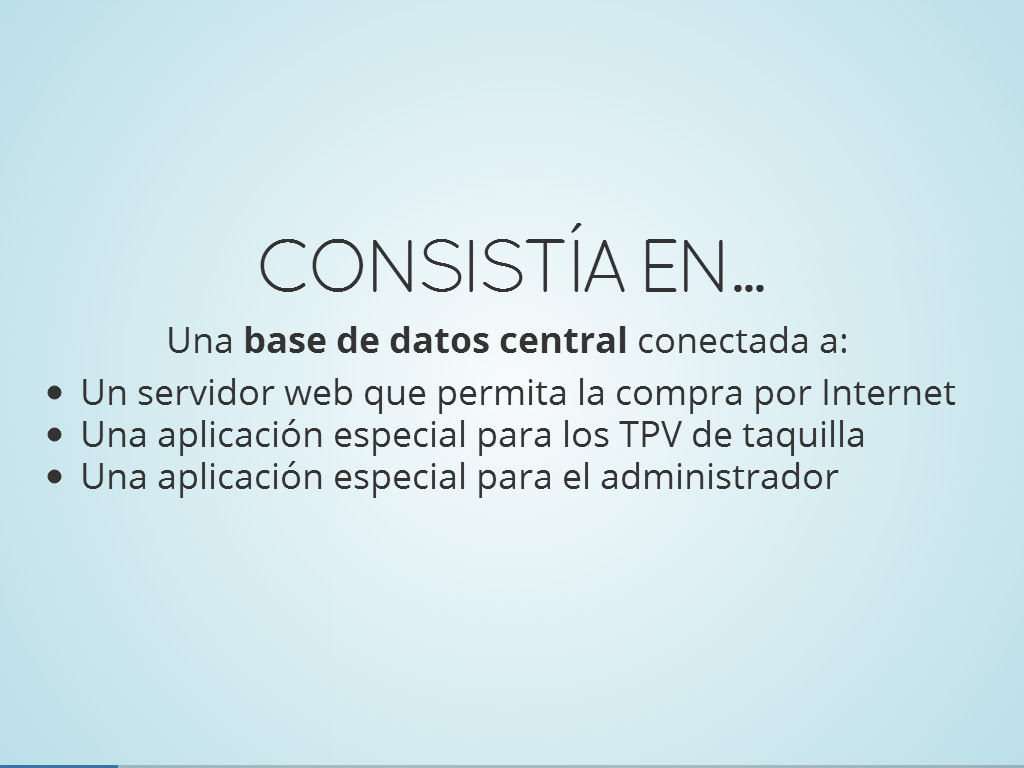 CONSISTÍA EN...
Una base de datos central conectada a:
• Un servidor web que permita la compra por Internet
• Una aplicación especial para los TPV de taquilla
• Una aplicación especial para el administrador